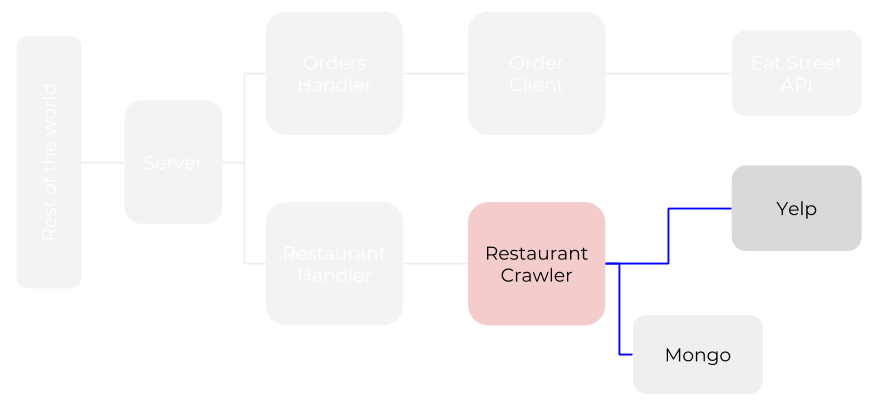 Rest of the world
Server
Orders
Handler
Order
Client
Eat Street
API
Restaurant
Handler
Restaurant
Crawler
Yelp
Mongo